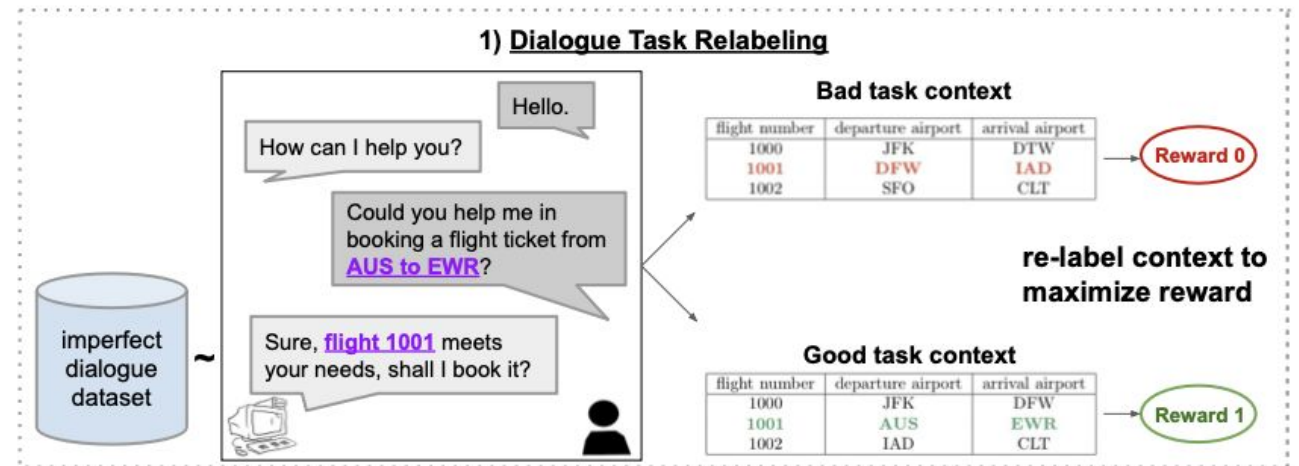 1) Dialogue Task Relabeling
Hello.
How can I help you?
Could you help me in
booking a flight ticket from
AUS to EWR?
Sure, flight 1001 meets
your needs, shall I book it?
imperfect
dialogue
dataset
~
Bad task context
flight number departure airport arrival airport
1000 JFK DTW
1001 DFW IAD
1002 SFO CLT
Reward 0
re-label context to
maximize reward
Good task context
flight number departure airport arrival airport
1000 JFK DFW
1001 AUS EWR
1002 IAD CLT
Reward 1